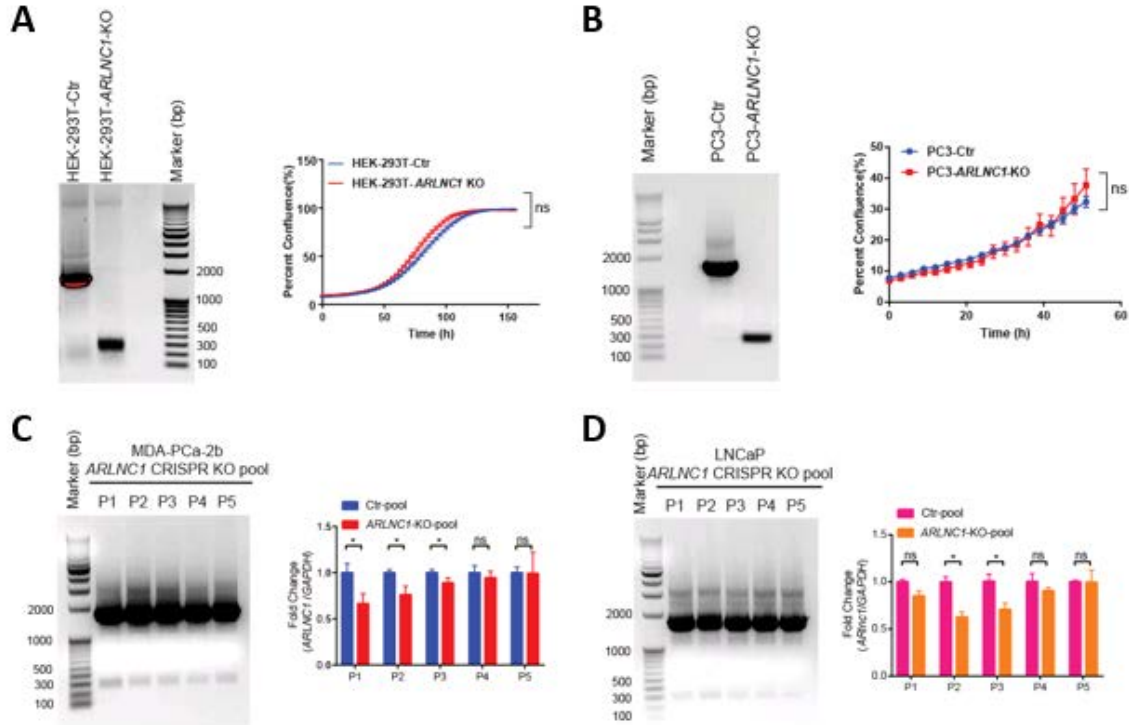 A
HEK-293T-Ctr
HEK-293T-ARLNC1-KO
Marker (bp)
2000
1000
500
300
100
Percent Confluence(%)
150
100
50
0
HEK-293T-Ctr
HEK-293T- ARLNC1 KO
ns
0 50 100 150
Time (h)
B
Marker (bp)
PC3-Ctr
PC3-ARLNC1-KO
2000
1000
500
300
100
Percent Confluence(%)
50
40
30
20
10
0
PC3-Ctr
PC3-ARLNC1-KO
ns
0 20 40 60
Time (h)
C
Marker (bp)
MDA-PCa-2b
ARLNC1 CRISPR KO pool
P1 P2 P3 P4 P5
2000
1000
500
300
100
Ctr-pool
ARLNC1-KO-pool
Fold Change
(ARLNC1/GAPDH)
1.5
1.0
0.5
0.0
* * * ns ns
P1 P2 P3 P4 P5
D
Marker (bp)
LNCaP
ARLNC1 CRISPR KO pool
P1 P2 P3 P4 P5
2000
1000
500
300
100
Ctr-pool
ARLNC1-KO-pool
Fold Change
(ARlnc1/GAPDH)
1.5
1.0
0.5
0.0
ns * * ns ns
P1 P2 P3 P4 P5